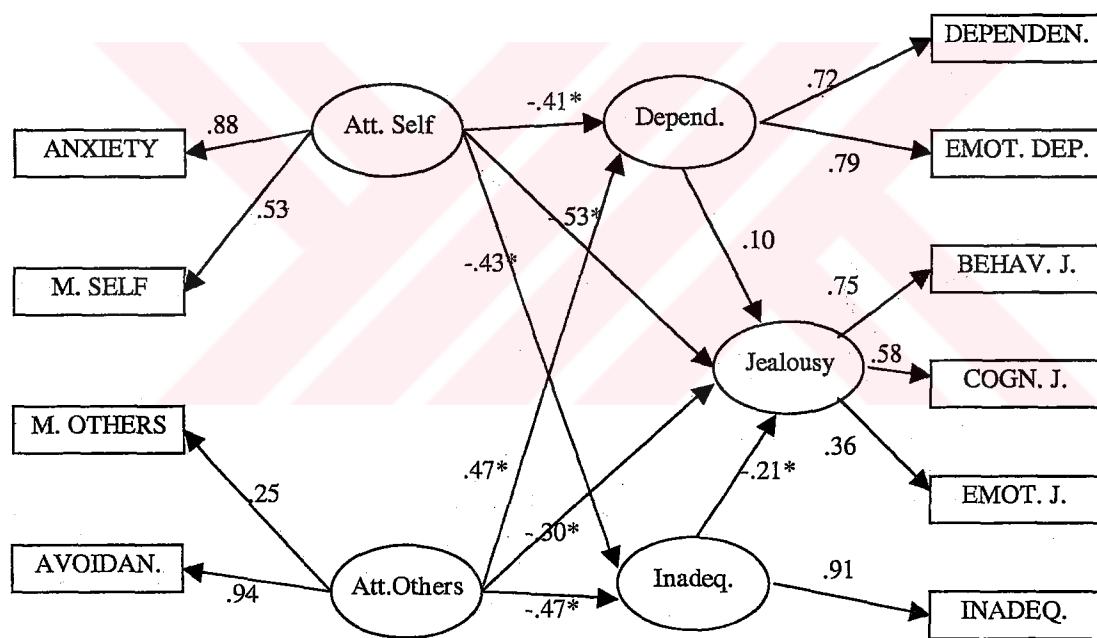 DEPENDEN.
.72
-.41*
Att. Self
Depend.
.88
ANXIETY
EMOT. DEP.
.79
.53
-.53*
.10
-.43*
BEHAV. J.
M. SELF
.75
Jealousy
.58
COGN. J.
M. OTHERS
.36
.47*
-.21*
.25
EMOT. J.
-.30*
AVOIDAN.
Att.Others
Inadeq.
.91
.94
-.47*
INADEQ.